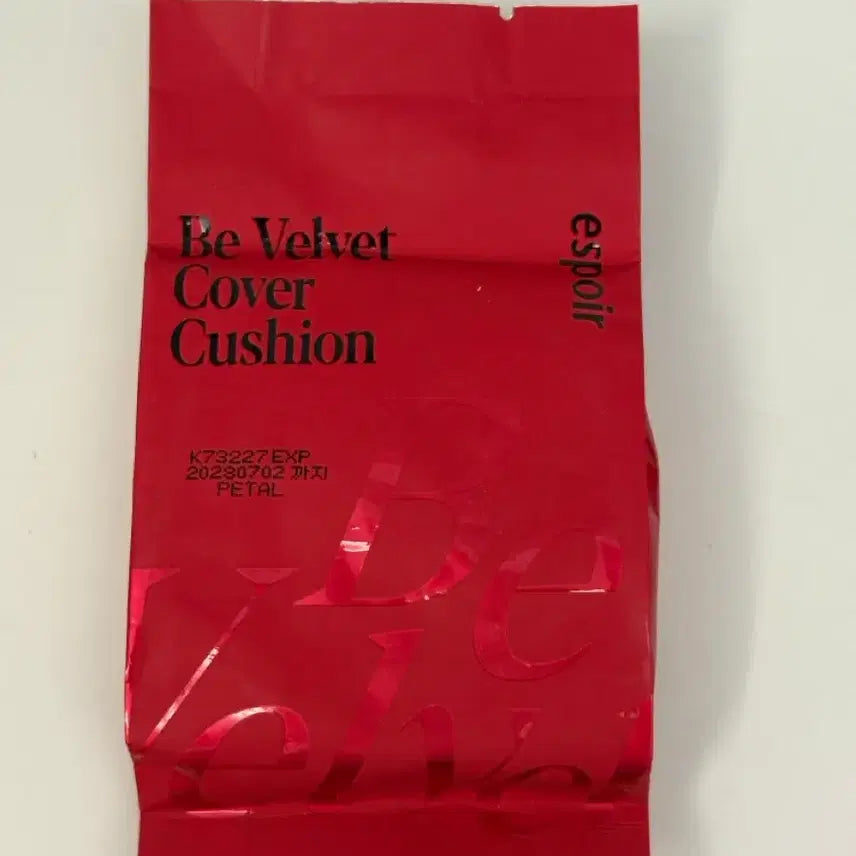 Be Velvet
Cover
Cushion
espoir
K73227 EXP
20280702 까지
PETAL
Be
Velvet